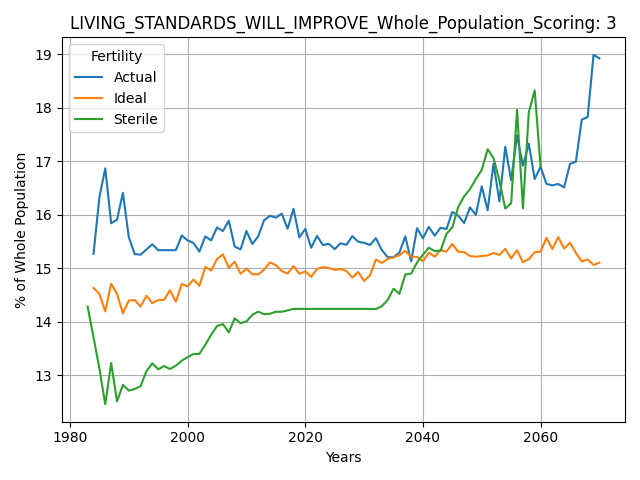 LIVING_STANDARDS_WILL_IMPROVE_Whole_Population_Scoring: 3
Fertility
Actual
Ideal
Sterile
% of Whole Population
19
18
17
16
15
14
13
1980
2000
2020
2040
2060
Years